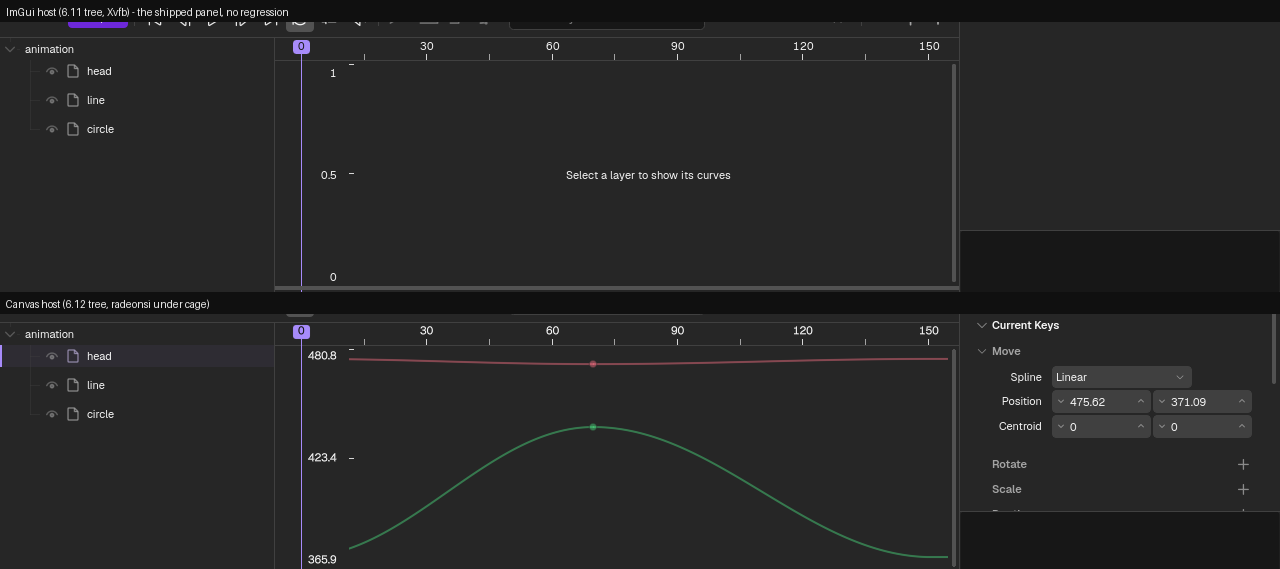 ImGui host (6.11 tree, Xvfb) - the shipped panel, no regression
0 30 60 90 120 150
animation
head
line
circle
1
0.5
0
Select a layer to show its curves
Canvas host (6.12 tree, radeonsi under cage)
0 30 60 90 120 150
animation
head
line
circle
480.8
423.4
365.9
Current Keys
Move
Spline Linear
Position 475.62 371.09
Centroid 0 0
Rotate
Scale